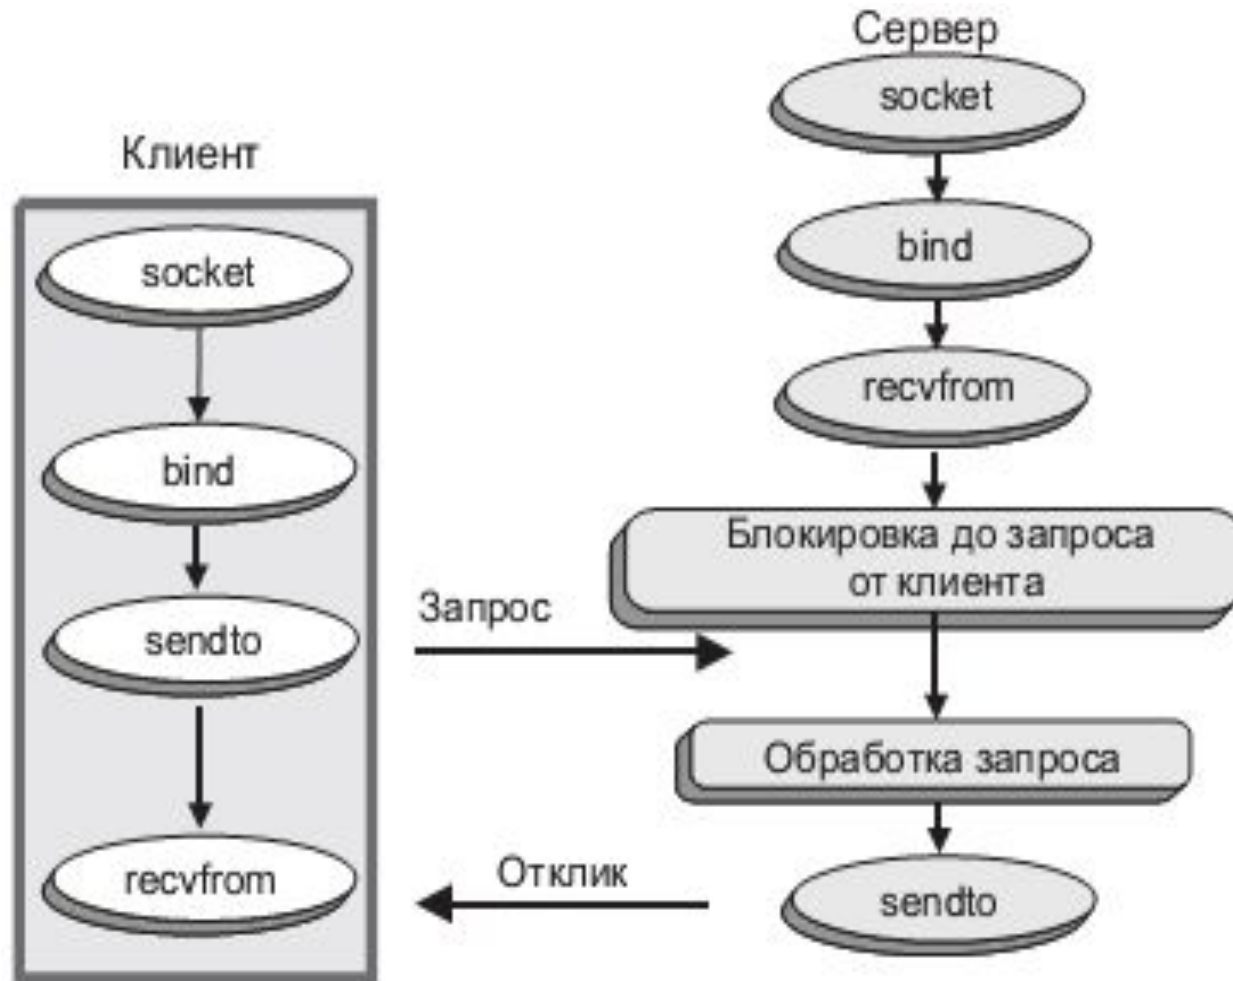 Клиент
socket
bind
sendto
recvfrom
Запрос
Отклик
Сервер
socket
bind
recvfrom
Блокировка до запроса
от клиента
Обработка запроса
sendto